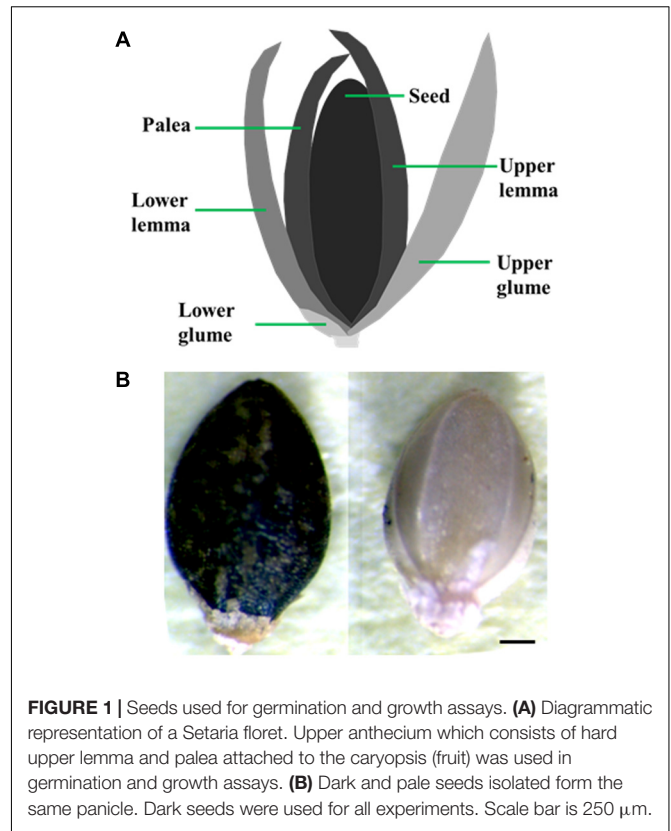 A
Seed
Palea
Upper
lemma
Lower
lemma
Upper
glume
Lower
glume
B
FIGURE 1 | Seeds used for germination and growth assays. (A) Diagrammatic
representation of a Setaria floret. Upper anthecium which consists of hard
upper lemma and palea attached to the caryopsis (fruit) was used in
germination and growth assays. (B) Dark and pale seeds isolated form the
same panicle. Dark seeds were used for all experiments. Scale bar is 250 μm.